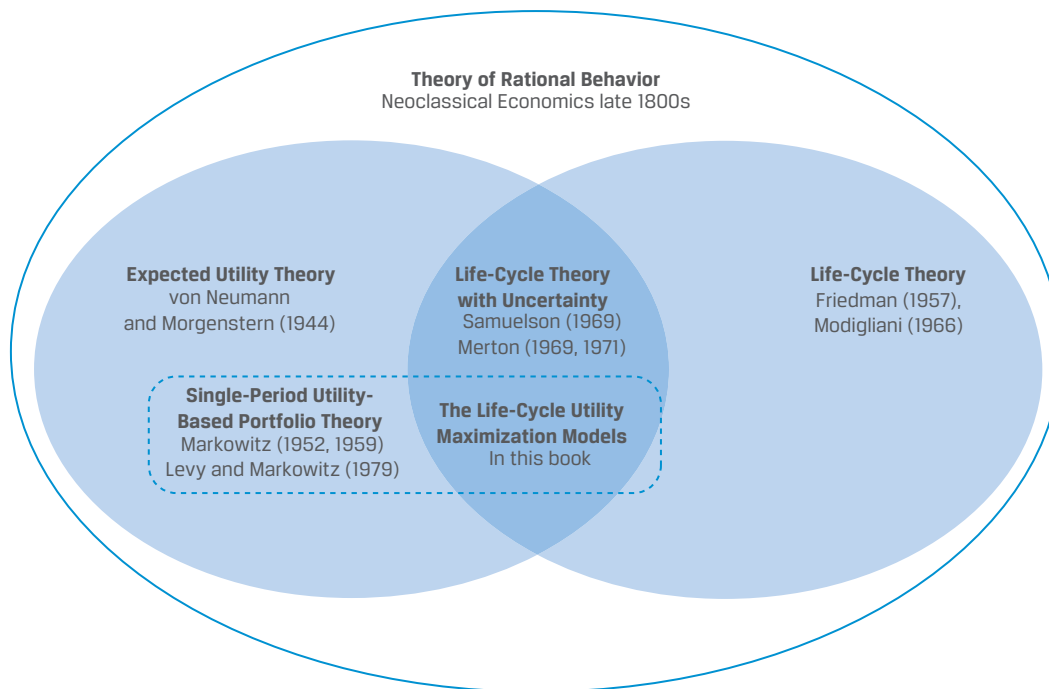 Theory of Rational Behavior
Neoclassical Economics late 1800s
Expected Utility Theory
von Neumann
and Morgenstern (1944)
Life-Cycle Theory
with Uncertainty
Samuelson (1969)
Merton (1969, 1971)
Life-Cycle Theory
Friedman (1957),
Modigliani (1966)
Single-Period Utility-
Based Portfolio Theory
Markowitz (1952, 1959)
Levy and Markowitz (1979)
The Life-Cycle Utility
Maximization Models
In this book